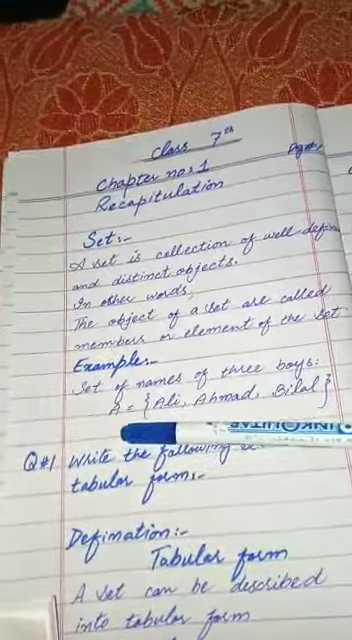 Class 7th
Pg#1
Chapter no: 1
Recapitulation
Set:-
A set is collection of well defin
and distinct objects.
In other words,
The object of a set are called
members or element of the set.
Example:-
Set of names of three boys:
A = {Ali, Ahmad, Bilal}
Q#1 Write the following
tabular form:-
Defination:-
Tabular form
A set can be described
into tabular form